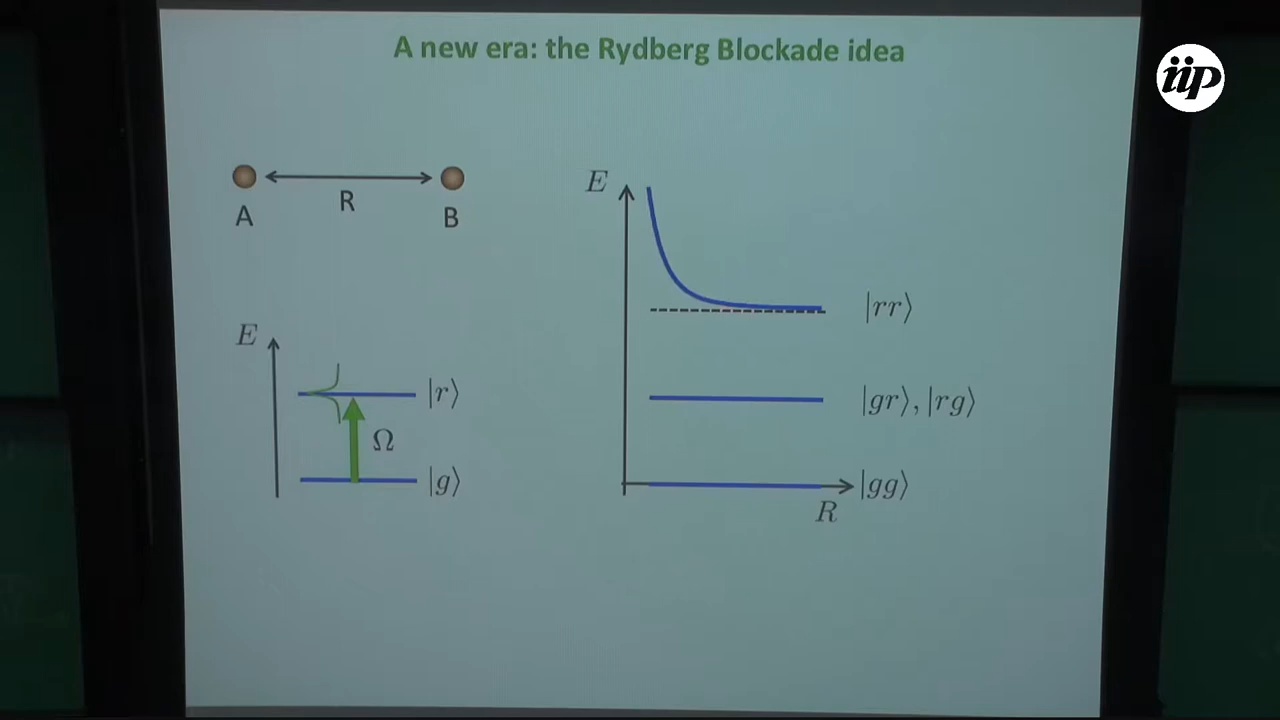 A new era: the Rydberg Blockade idea
iip
R
A B
E
|r⟩
Ω
|g⟩
E
|rr⟩
|gr⟩, |rg⟩
|gg⟩
R